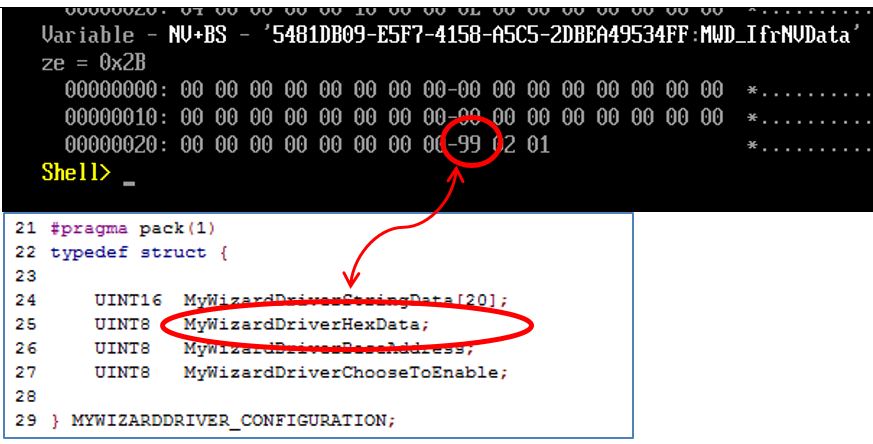 Variable - NV+BS - '5481DB09-E5F7-4158-A5C5-2DBEA49534FF:MWD_IfrNVData'
ze = 0x2B
00000000: 00 00 00 00 00 00 00 00-00 00 00 00 00 00 00 00 *..........
00000010: 00 00 00 00 00 00 00 00-00 00 00 00 00 00 00 00 *..........
00000020: 00 00 00 00 00 00 00 00-99 02 01 *..........
Shell> _
21 #pragma pack(1)
22 typedef struct {
23
24 UINT16 MyWizardDriverStringData[20];
25 UINT8 MyWizardDriverHexData;
26 UINT8 MyWizardDriverBaseAddress;
27 UINT8 MyWizardDriverChooseToEnable;
28
29 } MYWIZARDDRIVER_CONFIGURATION;